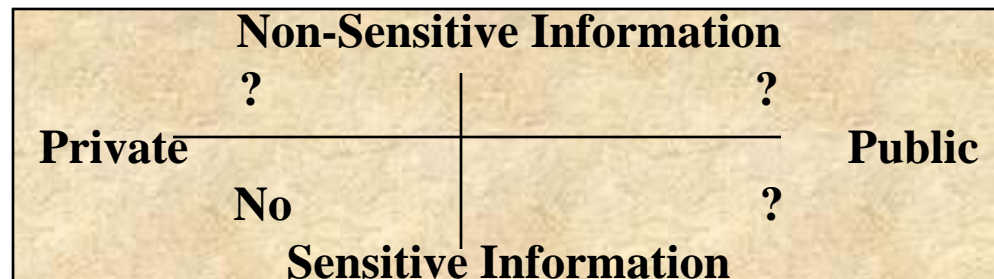 Non-Sensitive Information
? ?
Private Public
No ?
Sensitive Information